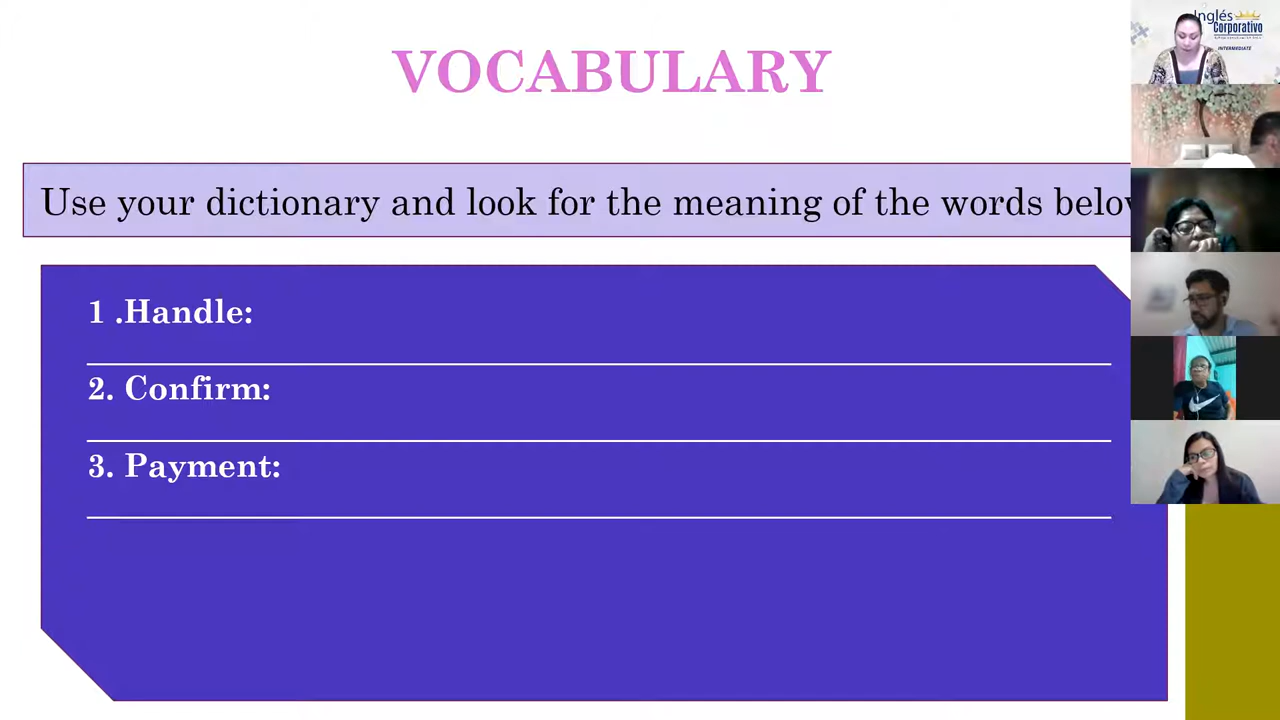 VOCABULARY
Use your dictionary and look for the meaning of the words
1 .Handle:
2. Confirm:
3. Payment:
Inglés
Corporativo
INTERMEDIATE